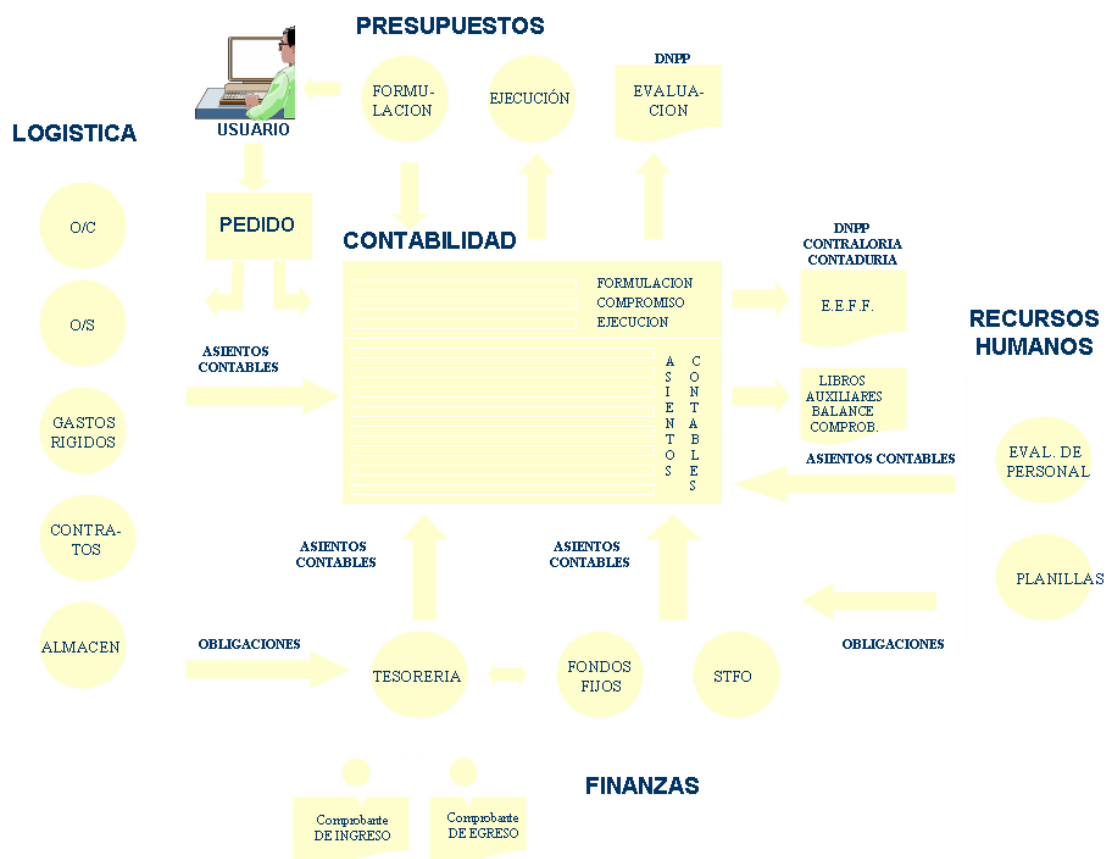 PRESUPUESTOS
DNPP
FORMU-
LACION
EJECUCIÓN
EVALUA-
CION
USUARIO
LOGISTICA
O/C
PEDIDO
CONTABILIDAD
DNPP
CONTRALORIA
CONTADURIA
FORMULACION
COMPROMISO
EJECUCION
E.E.F.F.
O/S
RECURSOS
HUMANOS
ASIENTOS
CONTABLES
ASIENTOS
CONTABLES
LIBROS
AUXILIARES
BALANCE
COMPROB.
GASTOS
RIGIDOS
ASIENTOS CONTABLES
EVAL. DE
PERSONAL
CONTRA-
TOS
ASIENTOS
CONTABLES
ASIENTOS
CONTABLES
PLANILLAS
ALMACEN
OBLIGACIONES
OBLIGACIONES
TESORERIA
FONDOS
FIJOS
STFO
FINANZAS
Comprobante
DE INGRESO
Comprobante
DE EGRESO